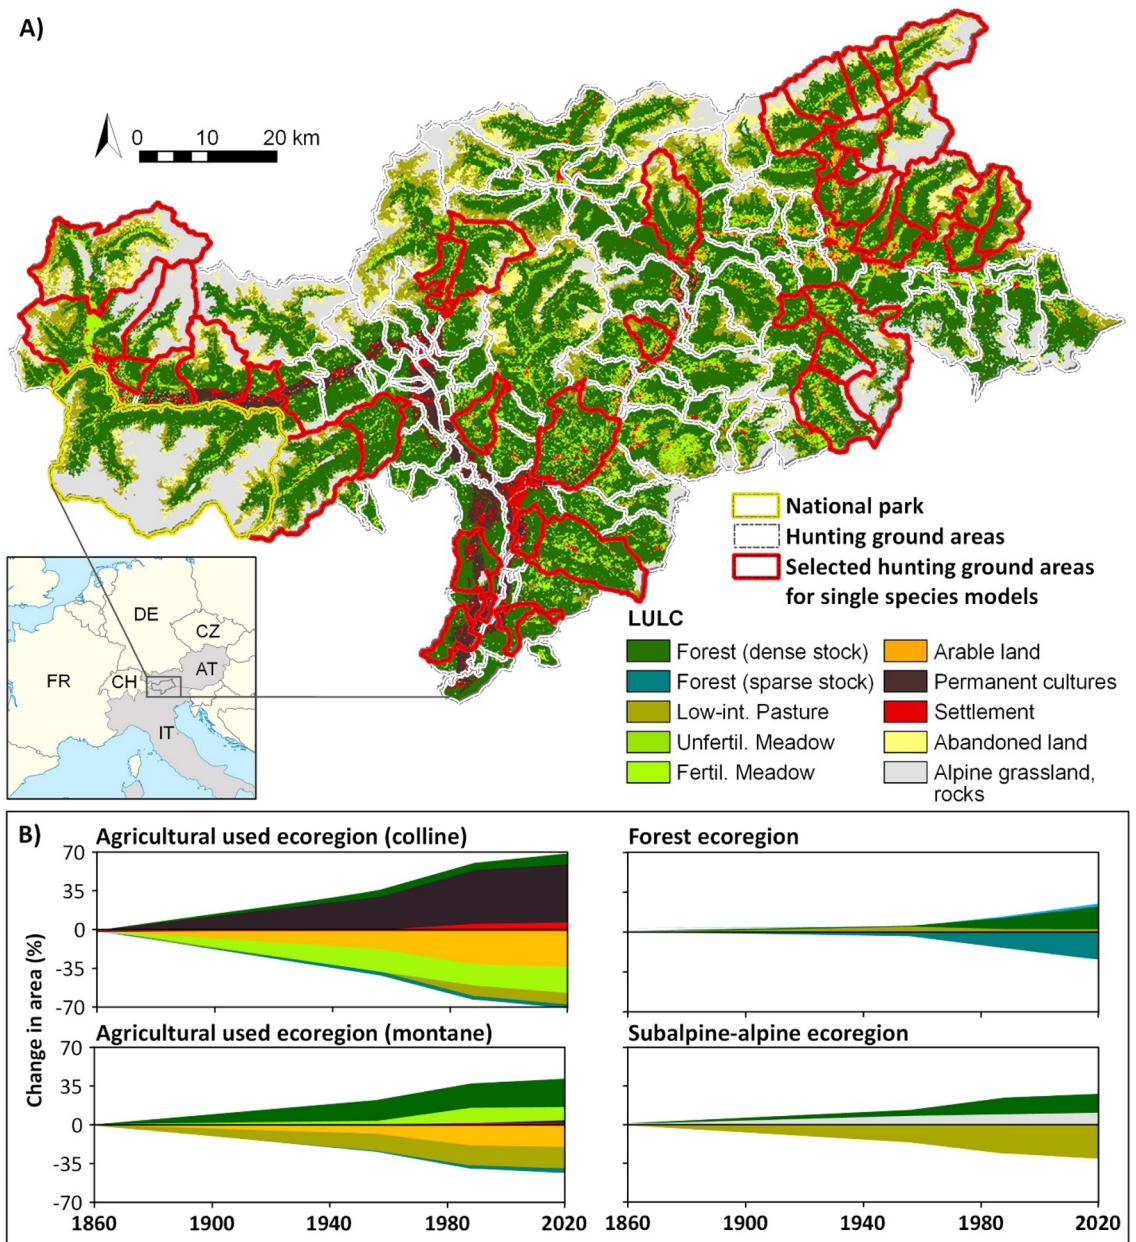 A)
0 10 20 km
National park
Hunting ground areas
Selected hunting ground areas
for single species models
LULC
Forest (dense stock)
Forest (sparse stock)
Low-int. Pasture
Unfertil. Meadow
Fertil. Meadow
Arable land
Permanent cultures
Settlement
Abandoned land
Alpine grassland,
rocks
DE
CZ
FR
CH
AT
IT
B)
Agricultural used ecoregion (colline)
Forest ecoregion
Change in area (%)
70
35
0
-35
-70
Agricultural used ecoregion (montane)
Subalpine-alpine ecoregion
70
35
0
-35
-70
1860 1900 1940 1980 2020
1860 1900 1940 1980 2020